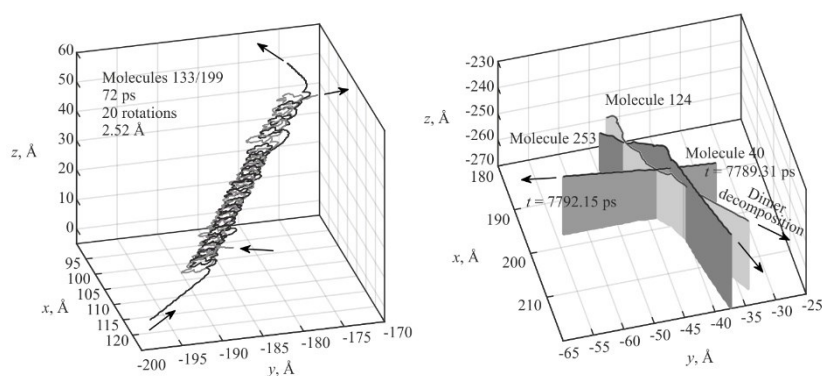 60
50
40
30
20
10
0
z, Å
Molecules 133/199
72 ps
20 rotations
2.52 Å
95
100
105
110
115
120
x, Å
-200
-195
-190
-185
-180
-175
-170
y, Å
-230
-240
-250
-260
-270
z, Å
Molecule 124
Molecule 253
Molecule 40
t = 7789.31 ps
t = 7792.15 ps
Dimer
decomposition
180
190
200
210
x, Å
-65
-60
-55
-50
-45
-40
-35
-30
-25
y, Å